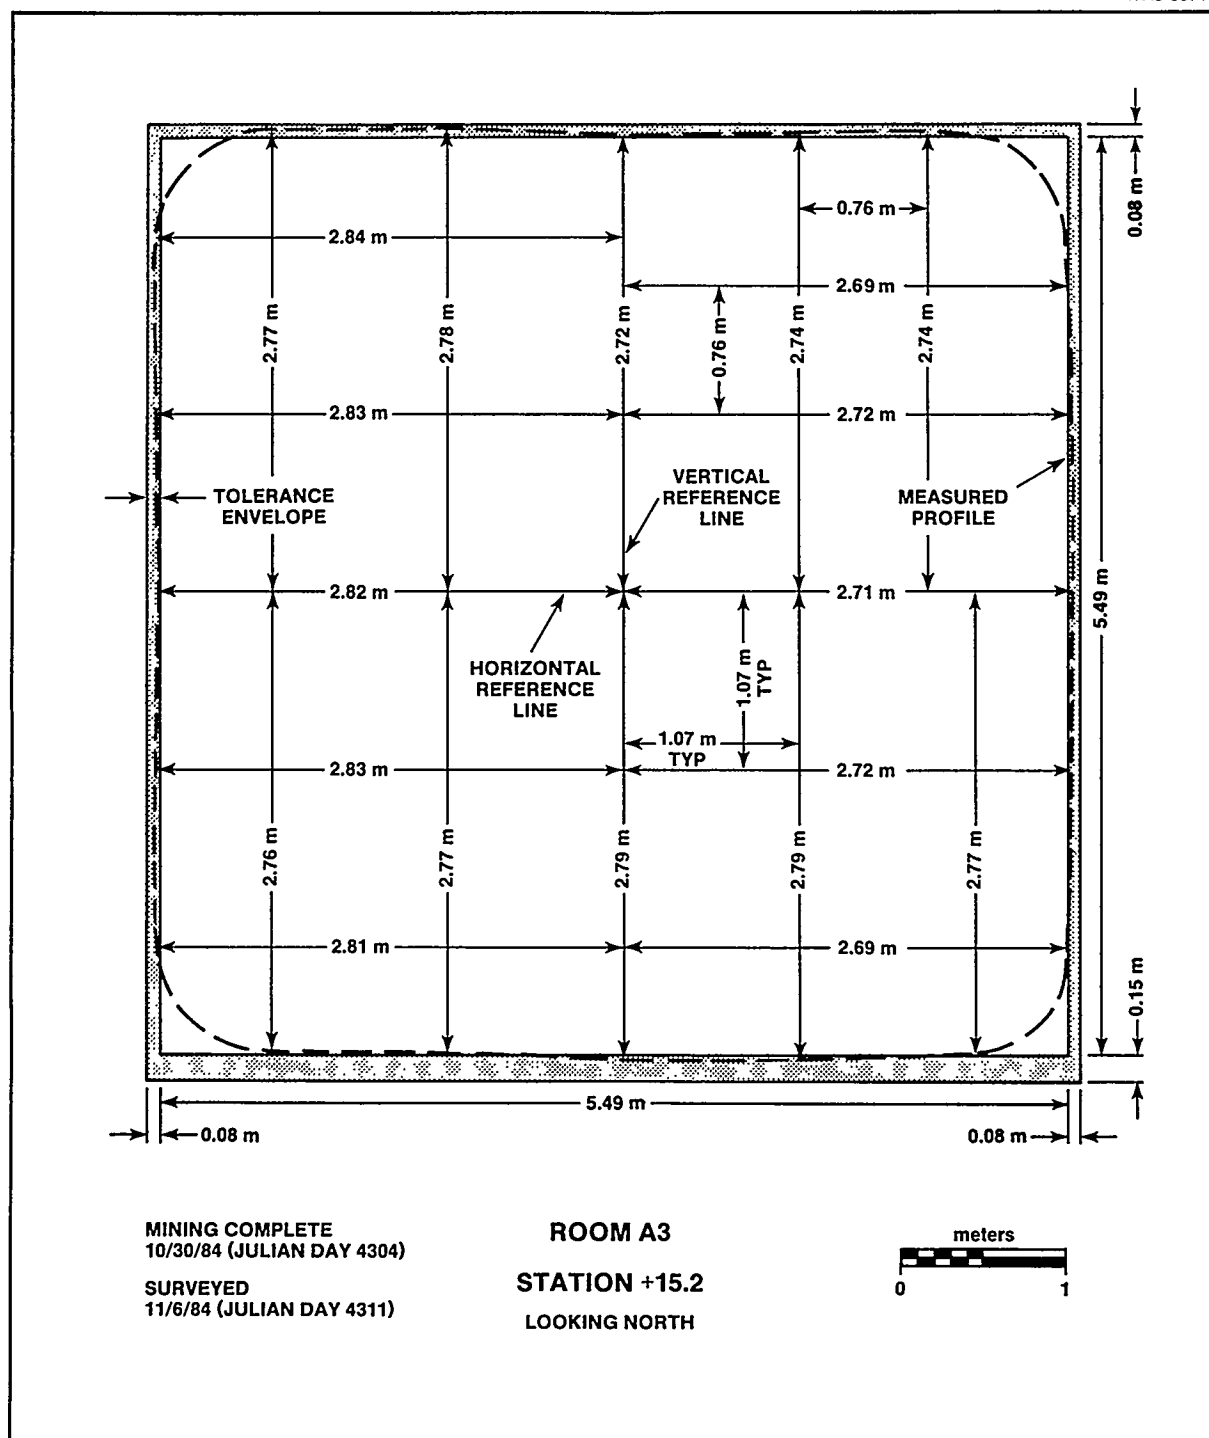 0.08 m
0.76 m
2.84 m
2.69 m
2.77 m
2.78 m
2.72 m
0.76 m
2.74 m
2.74 m
2.83 m
2.72 m
TOLERANCE
ENVELOPE
VERTICAL
REFERENCE
LINE
MEASURED
PROFILE
2.82 m
2.71 m
5.49 m
HORIZONTAL
REFERENCE
LINE
1.07 m
TYP
1.07 m
TYP
2.83 m
2.72 m
2.76 m
2.77 m
2.79 m
2.79 m
2.77 m
2.81 m
2.69 m
0.15 m
5.49 m
0.08 m
0.08 m
MINING COMPLETE
10/30/84 (JULIAN DAY 4304)
SURVEYED
11/6/84 (JULIAN DAY 4311)
ROOM A3
STATION +15.2
LOOKING NORTH
meters
0 1